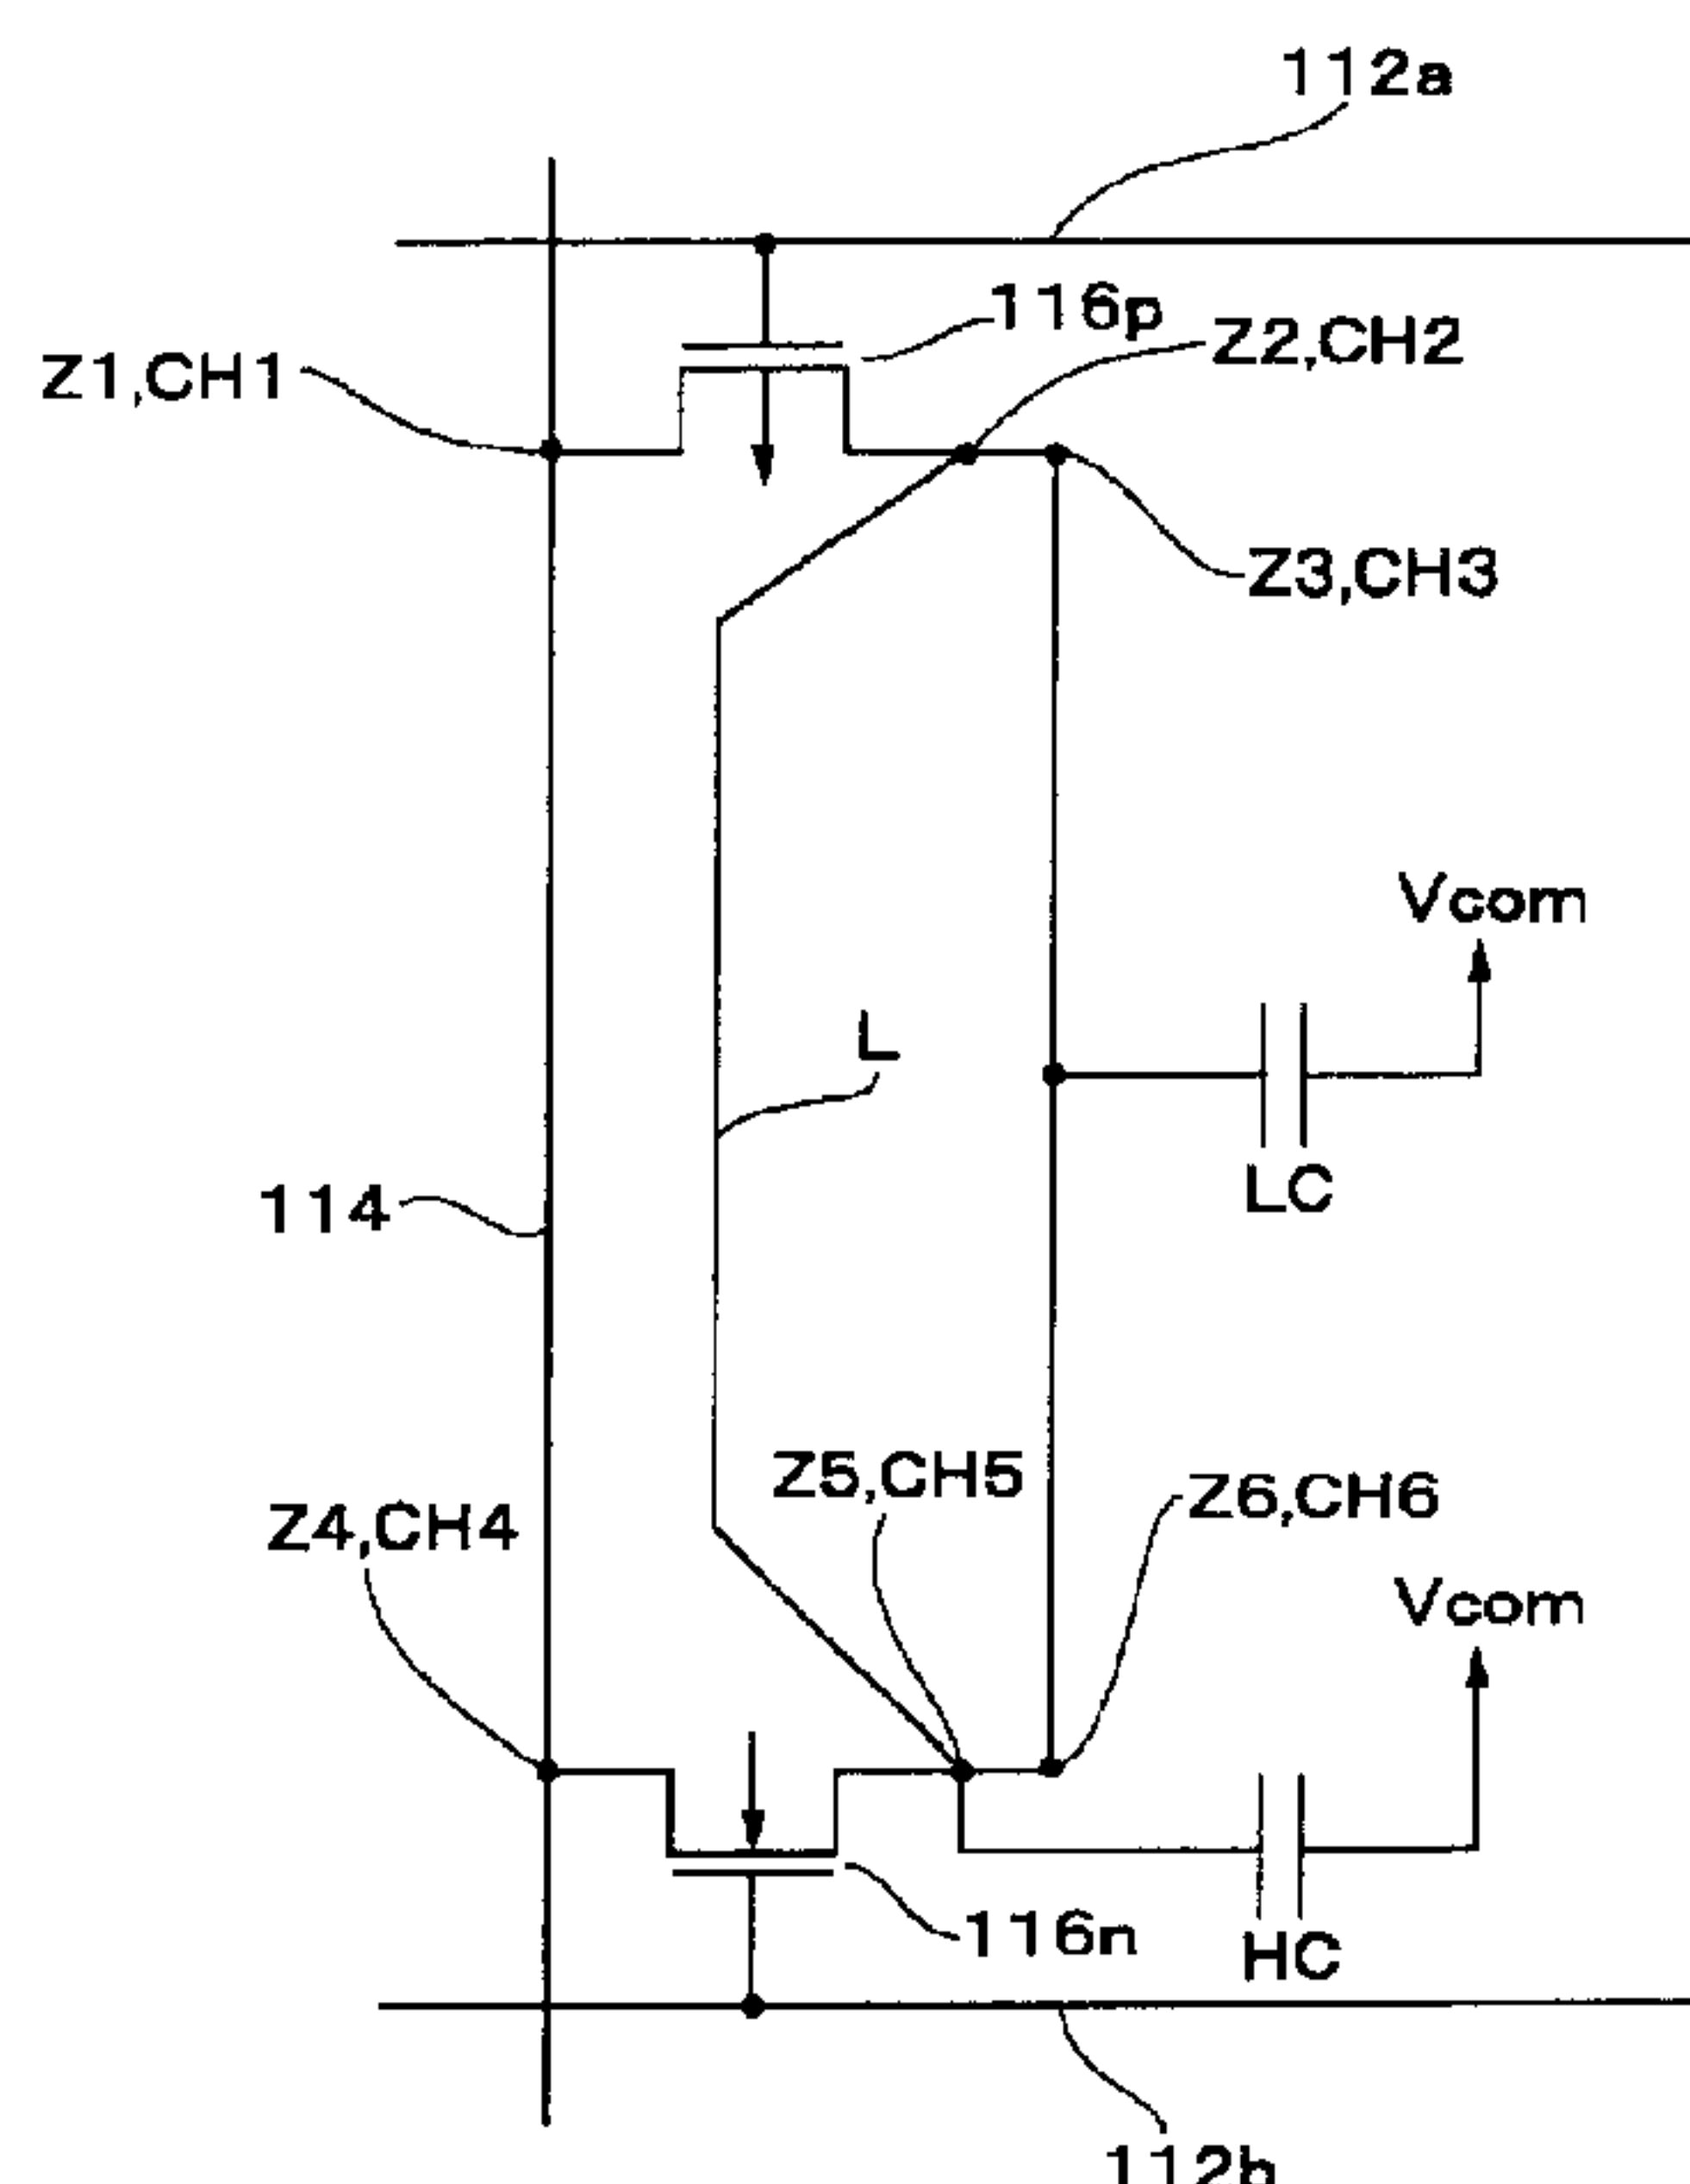 112a
116p
Z2,CH2
Z1,CH1
Z3,CH3
Vcom
L
LC
114
Z5,CH5
Z6,CH6
Z4,CH4
Vcom
116n
HC
112b